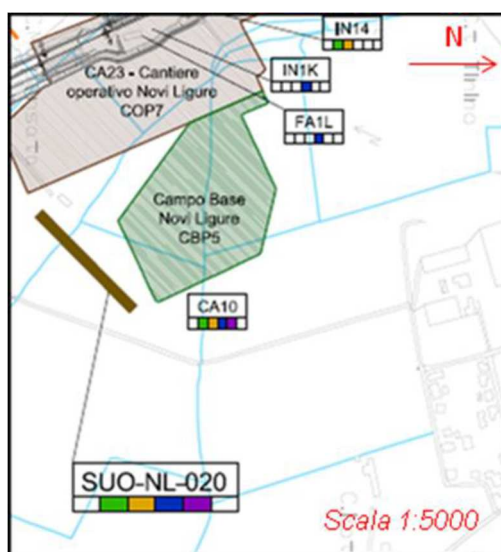 IN14
N
CA23 - Cantiere
operativo Novi Ligure
COP7
IN1K
FA1L
Campo Base
Novi Ligure
CBP5
CA10
SUO-NL-020
Scala 1:5000